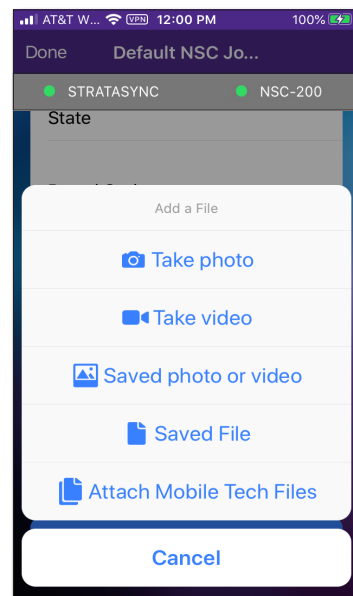 AT&T W... VPN 12:00 PM 100%
Done Default NSC Jo...
STRATASYNC NSC-200
State
Add a File
Take photo
Take video
Saved photo or video
Saved File
Attach Mobile Tech Files
Cancel